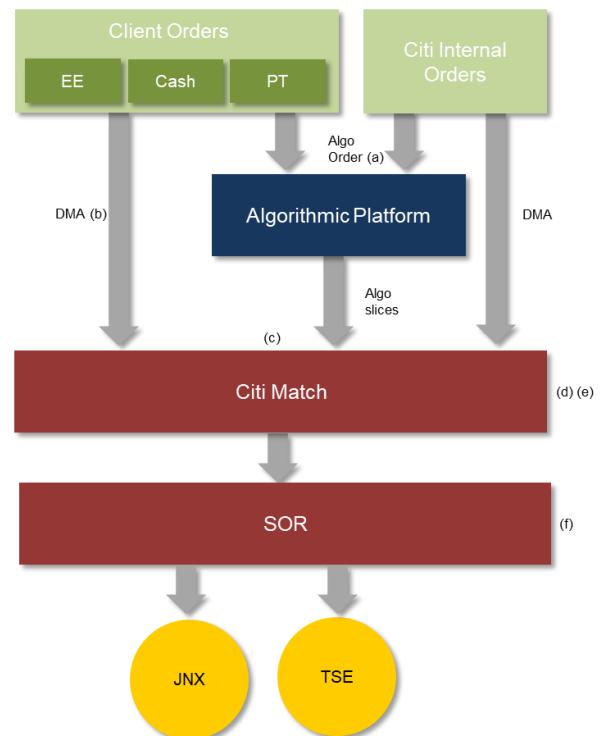 Client Orders
EE
Cash
PT
Citi Internal
Orders
Algo
Order (a)
Algorithmic Platform
DMA (b)
DMA
Algo
slices
(c)
Citi Match
(d) (e)
SOR
(f)
JNX
TSE